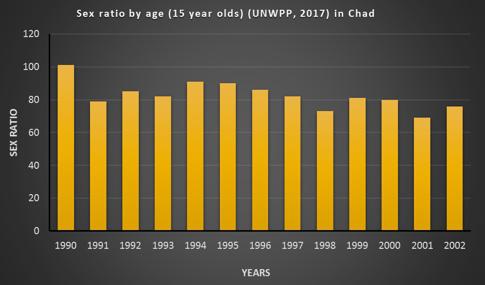 Sex ratio by age (15 year olds) (UNWPP, 2017) in Chad
120
100
80
60
40
20
0
SEX RATIO
1990 1991 1992 1993 1994 1995 1996 1997 1998 1999 2000 2001 2002
YEARS